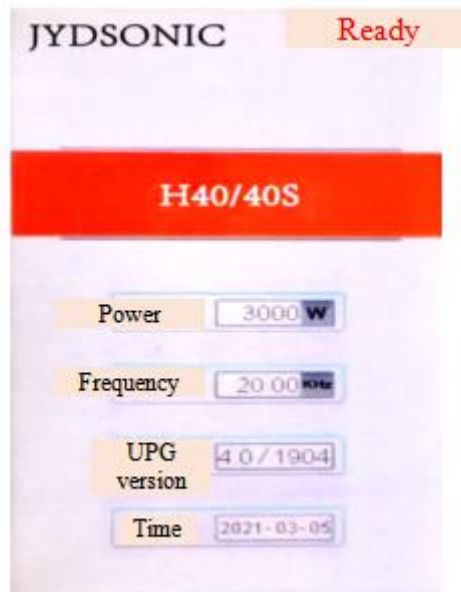 JYDSONIC Ready
H40/40S
Power 3000 W
Frequency 20.00 KHz
UPG version 4.0/1904
Time 2021-03-05